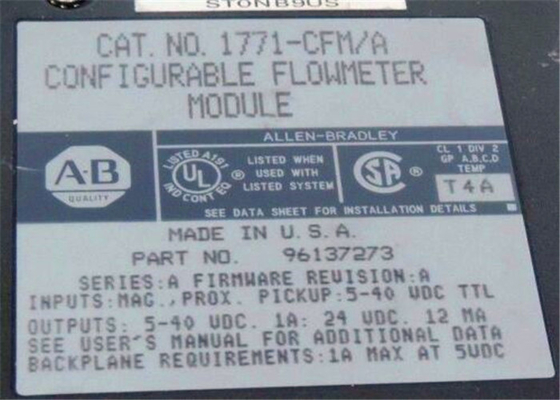 ST0NB9US
CAT. NO. 1771-CFM/A
CONFIGURABLE FLOWMETER
MODULE
ALLEN-BRADLEY
A-B
QUALITY
LISTED A191
UL
IND CONT EQ
®
LISTED WHEN
USED WITH
LISTED SYSTEM
SA
®
CL 1 DIV 2
GP A,B,C,D
TEMP
T4A
SEE DATA SHEET FOR INSTALLATION DETAILS
MADE IN U.S.A.
PART NO. 96137273
SERIES:A FIRMWARE REVISION:A
INPUTS:MAG.,PROX. PICKUP:5-40 VDC TTL
OUTPUTS: 5-40 VDC. 1A: 24 VDC. 12 MA
SEE USER'S MANUAL FOR ADDITIONAL DATA
BACKPLANE REQUIREMENTS:1A MAX AT 5VDC